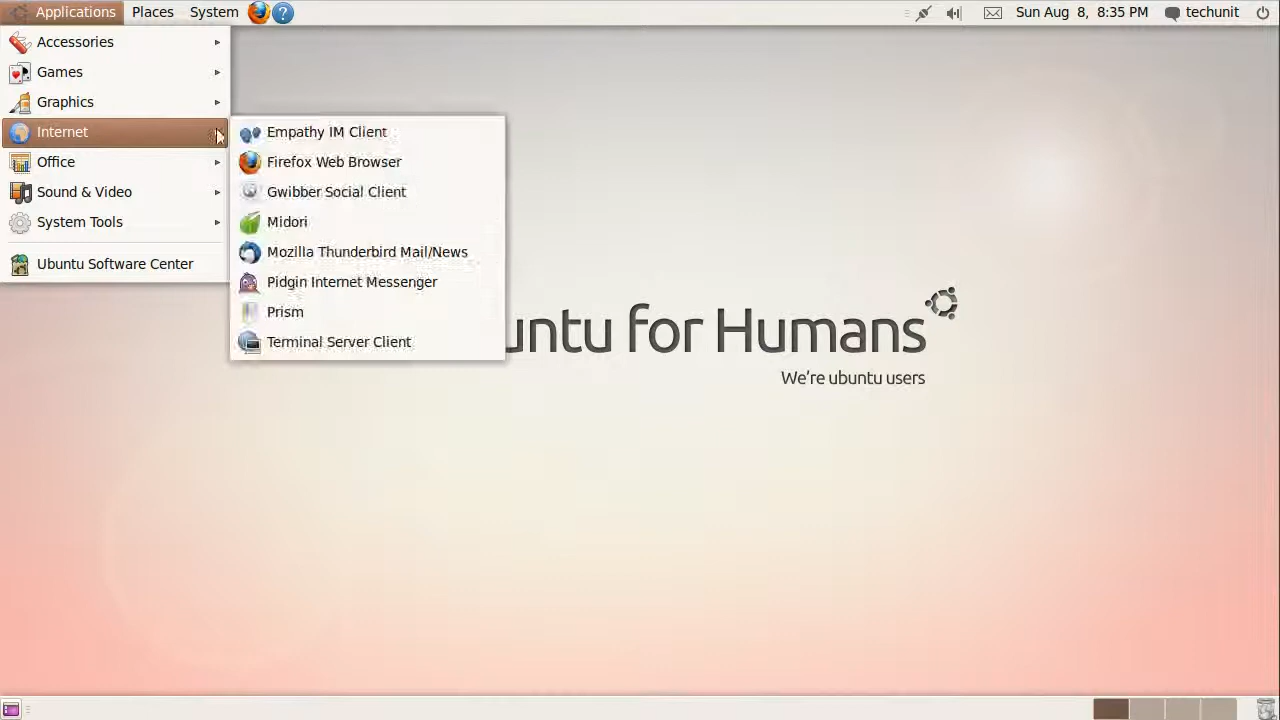 Applications Places System Sun Aug 8, 8:35 PM techunit
Accessories
Games
Graphics
Internet
Office
Sound & Video
System Tools
Ubuntu Software Center
Empathy IM Client
Firefox Web Browser
Gwibber Social Client
Midori
Mozilla Thunderbird Mail/News
Pidgin Internet Messenger
Prism
Terminal Server Client
untu for Humans
We're ubuntu users